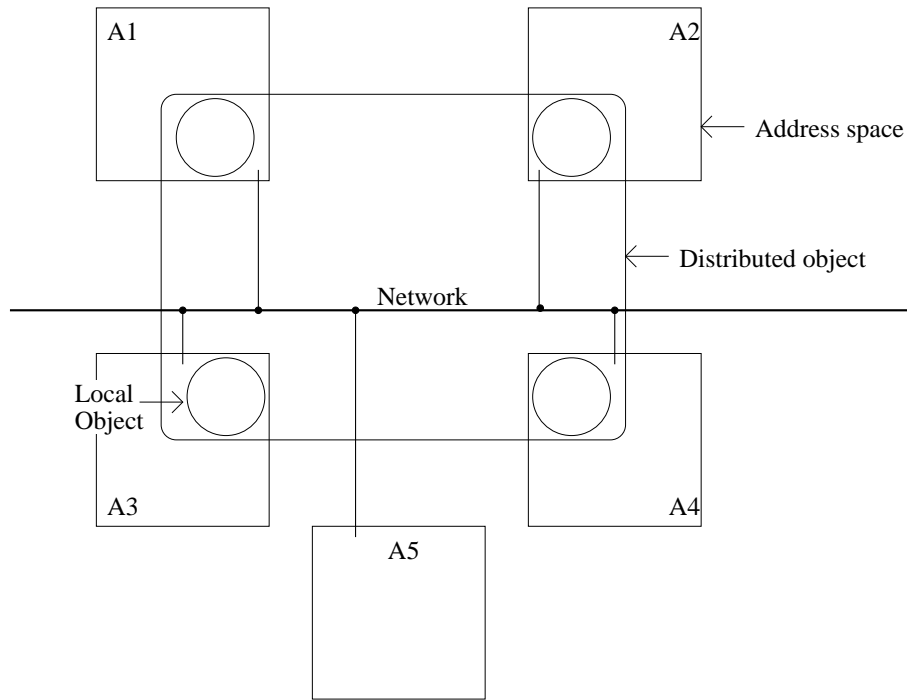 A1
A2
Address space
Distributed object
Network
Local
Object
A3
A4
A5